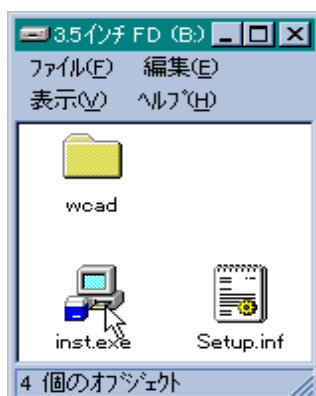 3.5インチ FD (B:)
ファイル(F) 編集(E)
表示(V) ヘルプ(H)
wcad
inst.exe Setup.inf
4 個のオブジェクト